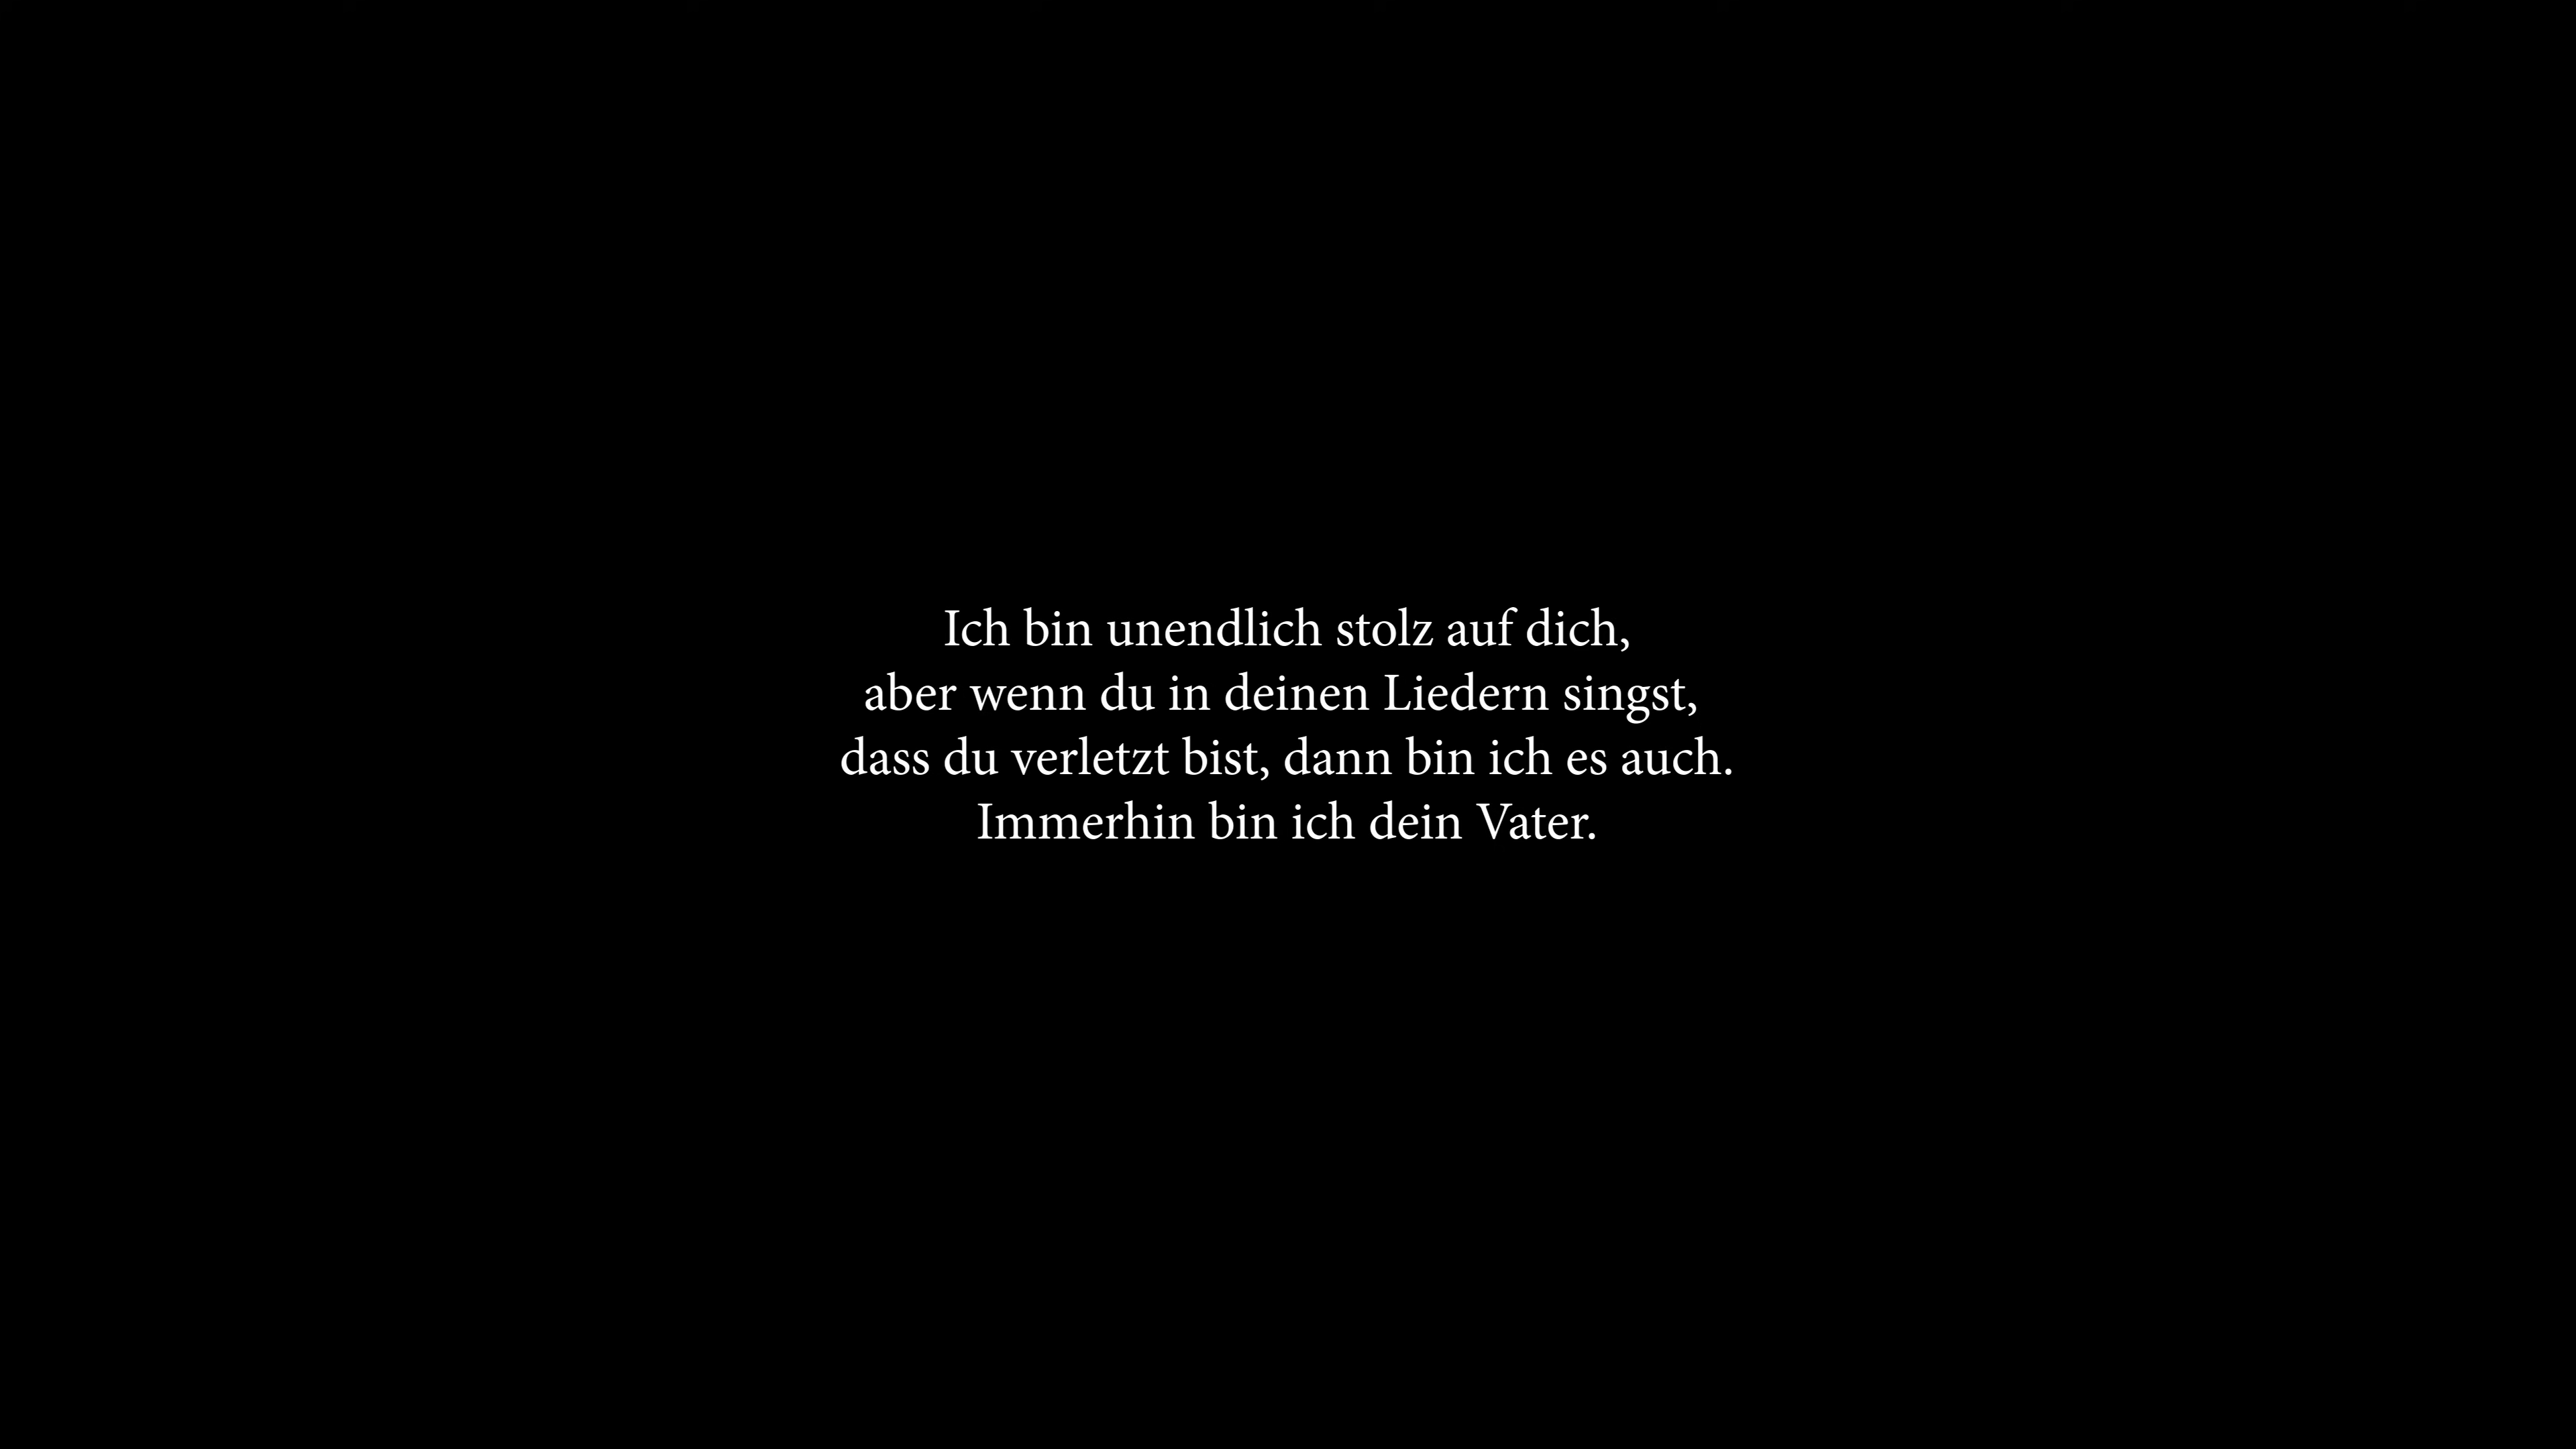 Ich bin unendlich stolz auf dich,
aber wenn du in deinen Liedern singst,
dass du verletzt bist, dann bin ich es auch.
Immerhin bin ich dein Vater.